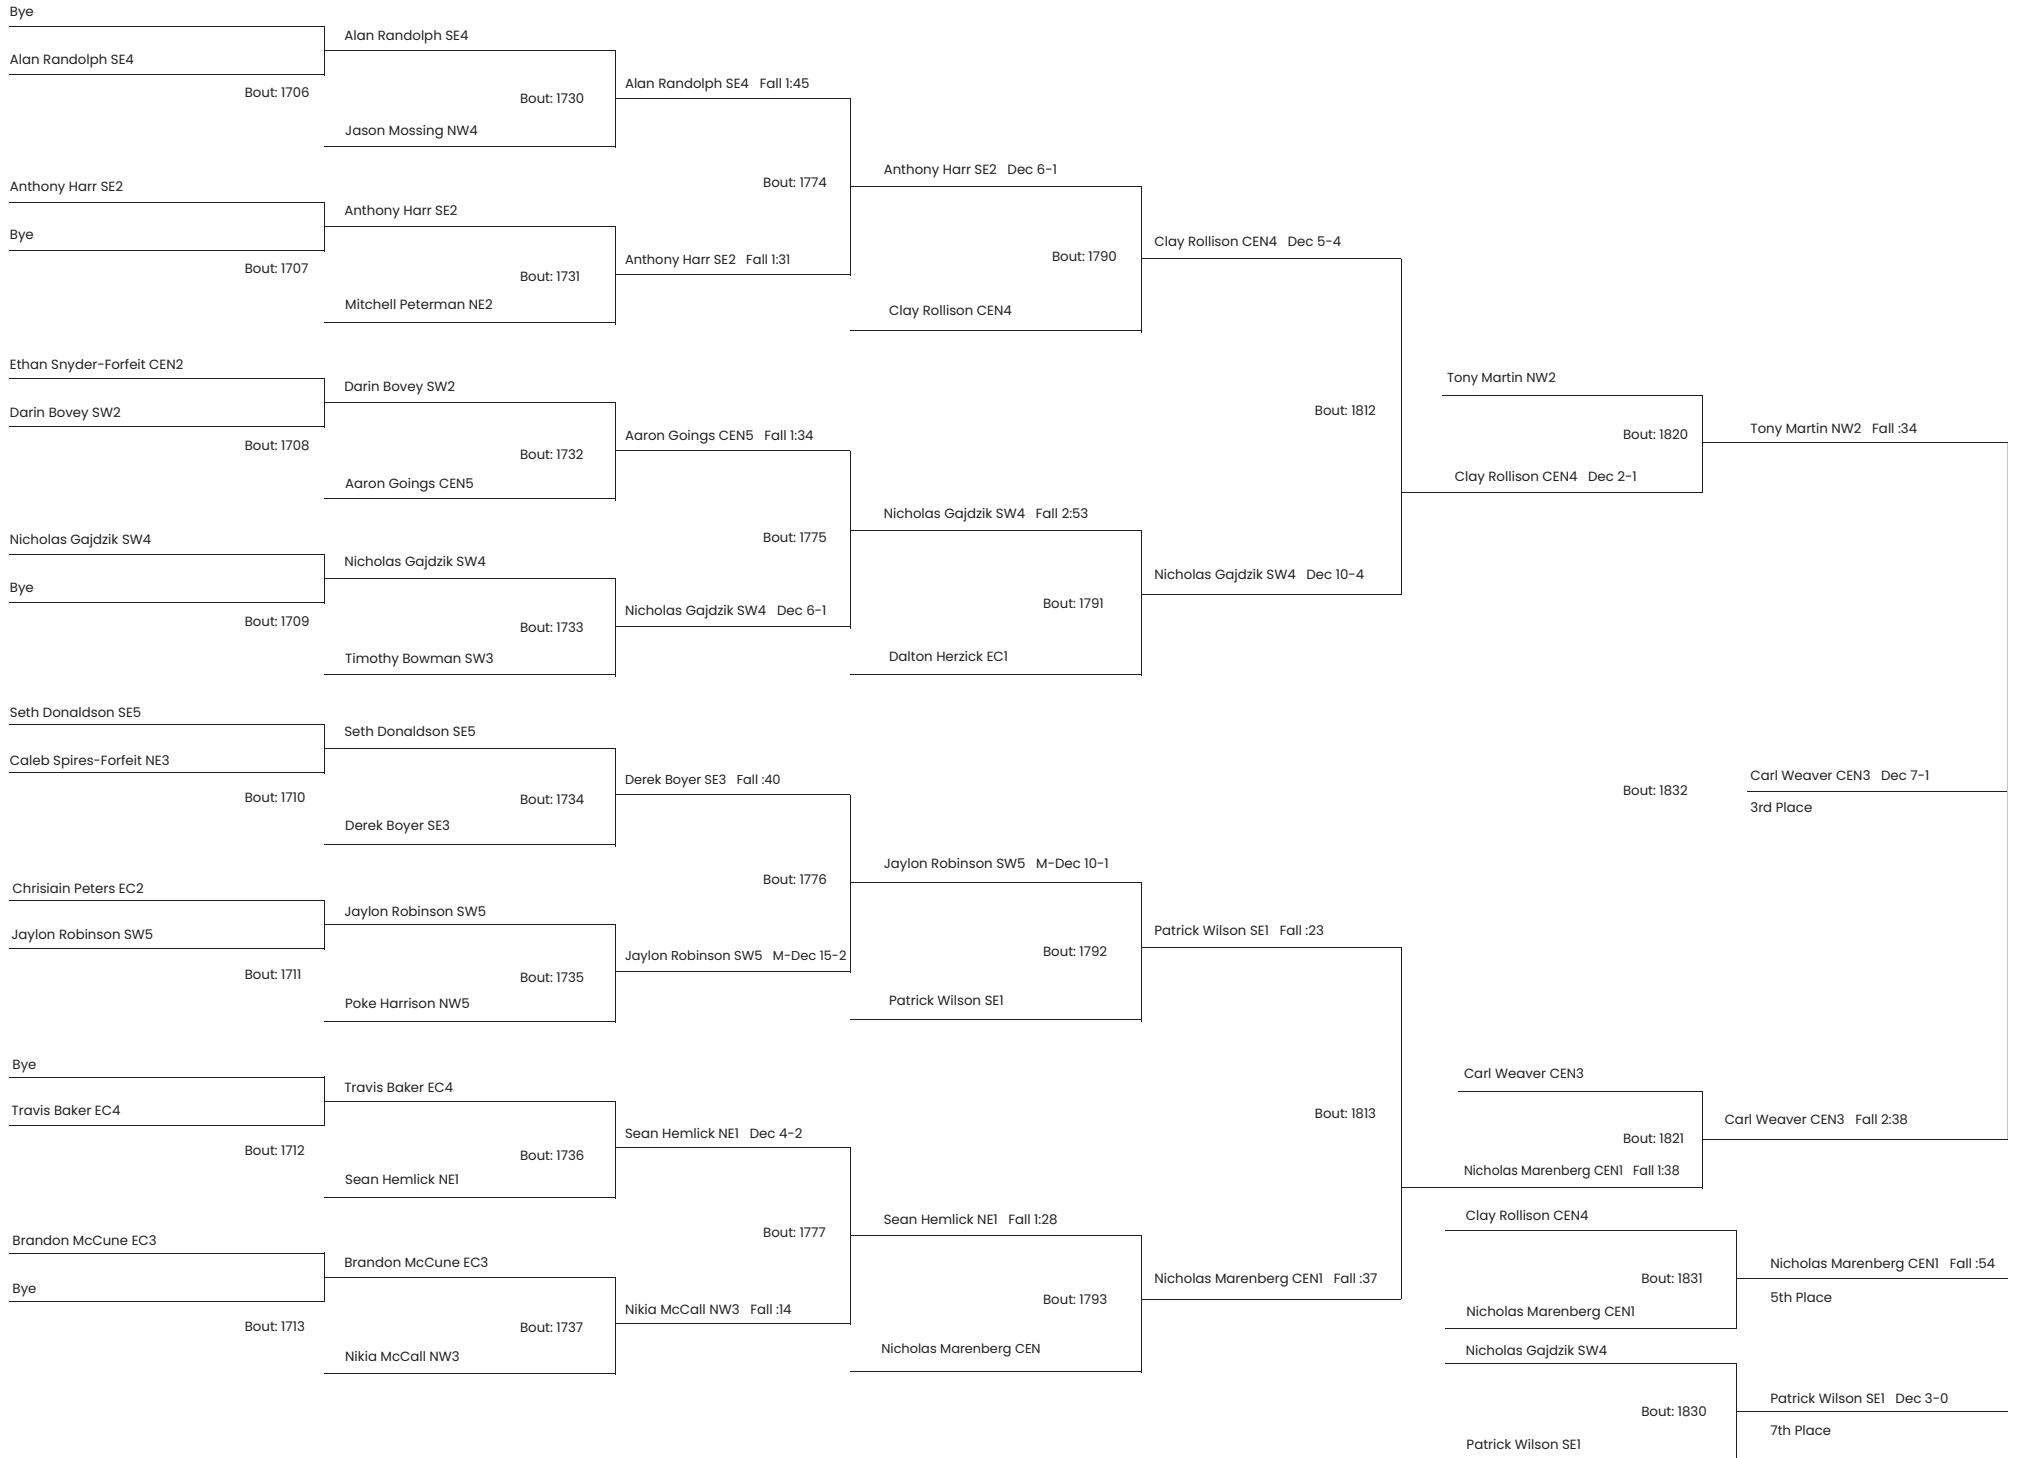 Bye
Alan Randolph SE4
Bout: 1706
Alan Randolph SE4
Bout: 1730
Jason Mossing NW4
Alan Randolph SE4 Fall 1:45
Anthony Harr SE2
Bye
Bout: 1707
Anthony Harr SE2
Bout: 1731
Mitchell Peterman NE2
Anthony Harr SE2 Fall 1:31
Bout: 1774
Anthony Harr SE2 Dec 6-1
Bout: 1790
Clay Rollison CEN4
Clay Rollison CEN4 Dec 5-4
Ethan Snyder-Forfeit CEN2
Darin Bovey SW2
Bout: 1708
Darin Bovey SW2
Bout: 1732
Aaron Goings CEN5
Aaron Goings CEN5 Fall 1:34
Nicholas Gajdzik SW4
Bye
Bout: 1709
Nicholas Gajdzik SW4
Bout: 1733
Timothy Bowman SW3
Nicholas Gajdzik SW4 Dec 6-1
Bout: 1775
Nicholas Gajdzik SW4 Fall 2:53
Bout: 1791
Dalton Herzick EC1
Nicholas Gajdzik SW4 Dec 10-4
Bout: 1812
Tony Martin NW2
Bout: 1820
Clay Rollison CEN4 Dec 2-1
Tony Martin NW2 Fall :34
Seth Donaldson SE5
Caleb Spires-Forfeit NE3
Bout: 1710
Seth Donaldson SE5
Bout: 1734
Derek Boyer SE3
Derek Boyer SE3 Fall :40
Chrisiain Peters EC2
Jaylon Robinson SW5
Bout: 1711
Jaylon Robinson SW5
Bout: 1735
Poke Harrison NW5
Jaylon Robinson SW5 M-Dec 15-2
Bout: 1776
Jaylon Robinson SW5 M-Dec 10-1
Bout: 1792
Patrick Wilson SE1
Patrick Wilson SE1 Fall :23
Bout: 1832
Carl Weaver CEN3 Dec 7-1
3rd Place
Bye
Travis Baker EC4
Bout: 1712
Travis Baker EC4
Bout: 1736
Sean Hemlick NE1
Sean Hemlick NE1 Dec 4-2
Brandon McCune EC3
Bye
Bout: 1713
Brandon McCune EC3
Bout: 1737
Nikia McCall NW3
Nikia McCall NW3 Fall :14
Bout: 1777
Sean Hemlick NE1 Fall 1:28
Bout: 1793
Nicholas Marenberg CEN
Nicholas Marenberg CEN1 Fall :37
Bout: 1813
Carl Weaver CEN3
Bout: 1821
Nicholas Marenberg CEN1 Fall 1:38
Carl Weaver CEN3 Fall 2:38
Clay Rollison CEN4
Bout: 1831
Nicholas Marenberg CEN1
Nicholas Marenberg CEN1 Fall :54
5th Place
Nicholas Gajdzik SW4
Bout: 1830
Patrick Wilson SE1
Patrick Wilson SE1 Dec 3-0
7th Place